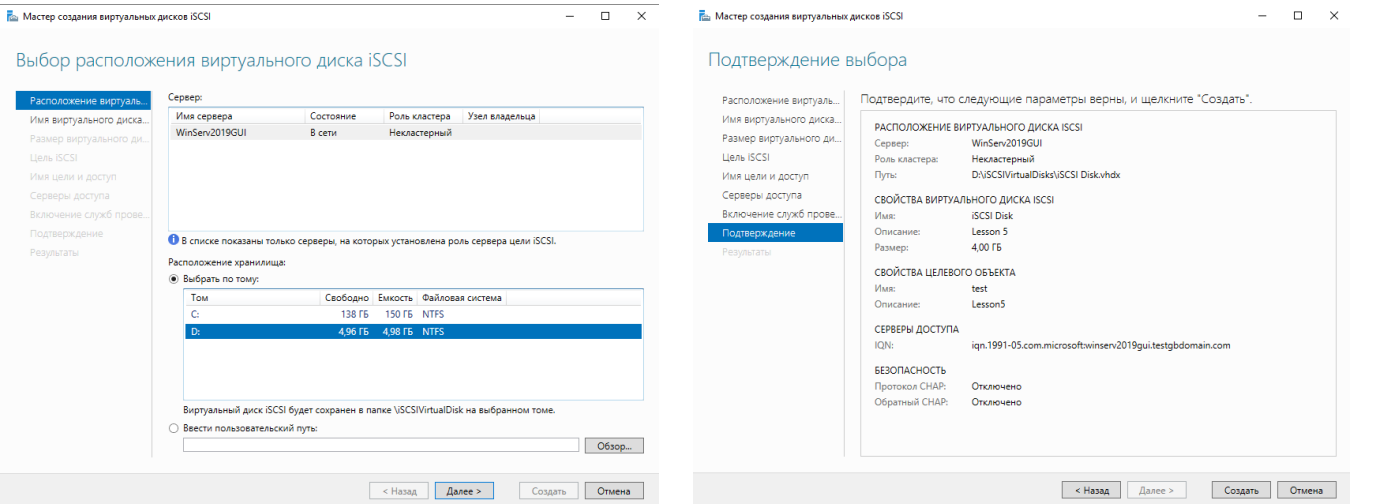 Мастер создания виртуальных дисков iSCSI
Выбор расположения виртуального диска iSCSI
Расположение виртуаль...
Имя виртуального диска...
Размер виртуального ди...
Цель iSCSI
Имя цели и доступ
Серверы доступа
Включение служб прове...
Подтверждение
Результаты
Сервер:
Имя сервера Состояние Роль кластера Узел владельца
WinServ2019GUI В сети Некластерный
В списке показаны только серверы, на которых установлена роль сервера цели iSCSI.
Расположение хранилища:
Выбрать по тому:
Том Свободно Емкость Файловая система
C: 138 ГБ 150 ГБ NTFS
D: 4,96 ГБ 4,98 ГБ NTFS
Виртуальный диск iSCSI будет сохранен в папке \iSCSIVirtualDisk на выбранном томе.
Ввести пользовательский путь:
Обзор...
< Назад Далее > Создать Отмена
Мастер создания виртуальных дисков iSCSI
Подтверждение выбора
Расположение виртуаль...
Имя виртуального диска...
Размер виртуального ди...
Цель iSCSI
Имя цели и доступ
Серверы доступа
Включение служб прове...
Подтверждение
Результаты
Подтвердите, что следующие параметры верны, и щелкните "Создать".
РАСПОЛОЖЕНИЕ ВИРТУАЛЬНОГО ДИСКА ISCSI
Сервер: WinServ2019GUI
Роль кластера: Некластерный
Путь: D:\iSCSIVirtualDisks\iSCSI Disk.vhdx
СВОЙСТВА ВИРТУАЛЬНОГО ДИСКА ISCSI
Имя: iSCSI Disk
Описание: Lesson 5
Размер: 4,00 ГБ
СВОЙСТВА ЦЕЛЕВОГО ОБЪЕКТА
Имя: test
Описание: Lesson5
СЕРВЕРЫ ДОСТУПА
IQN: iqn.1991-05.com.microsoft:winserv2019gui.testgbdomain.com
БЕЗОПАСНОСТЬ
Протокол CHAP: Отключено
Обратный CHAP: Отключено
< Назад Далее > Создать Отмена